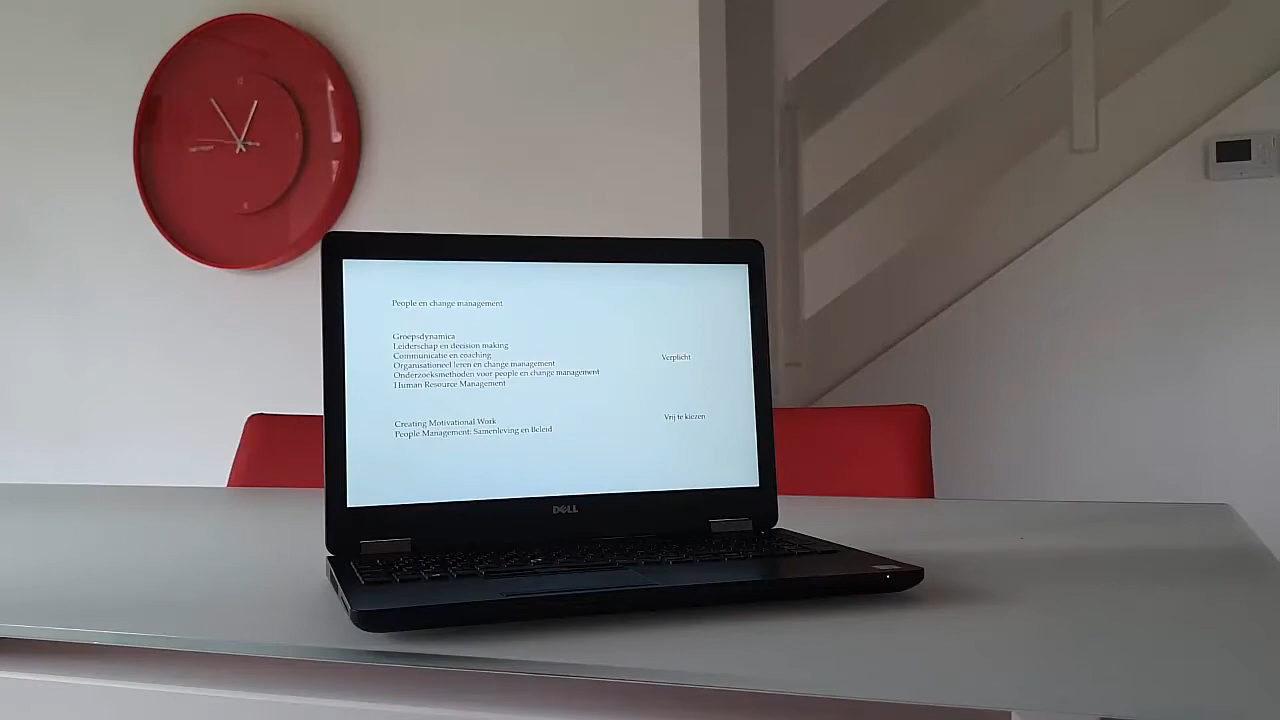 12
6
People en change management
Groepsdynamica
Leiderschap en decision making
Communicatie en coaching
Verplicht
Organisationeel leren en change management
Onderzoeksmethoden voor people en change management
Human Resource Management
Vrij te kiezen
Creating Motivational Work
People Management: Samenleving en Beleid
DELL